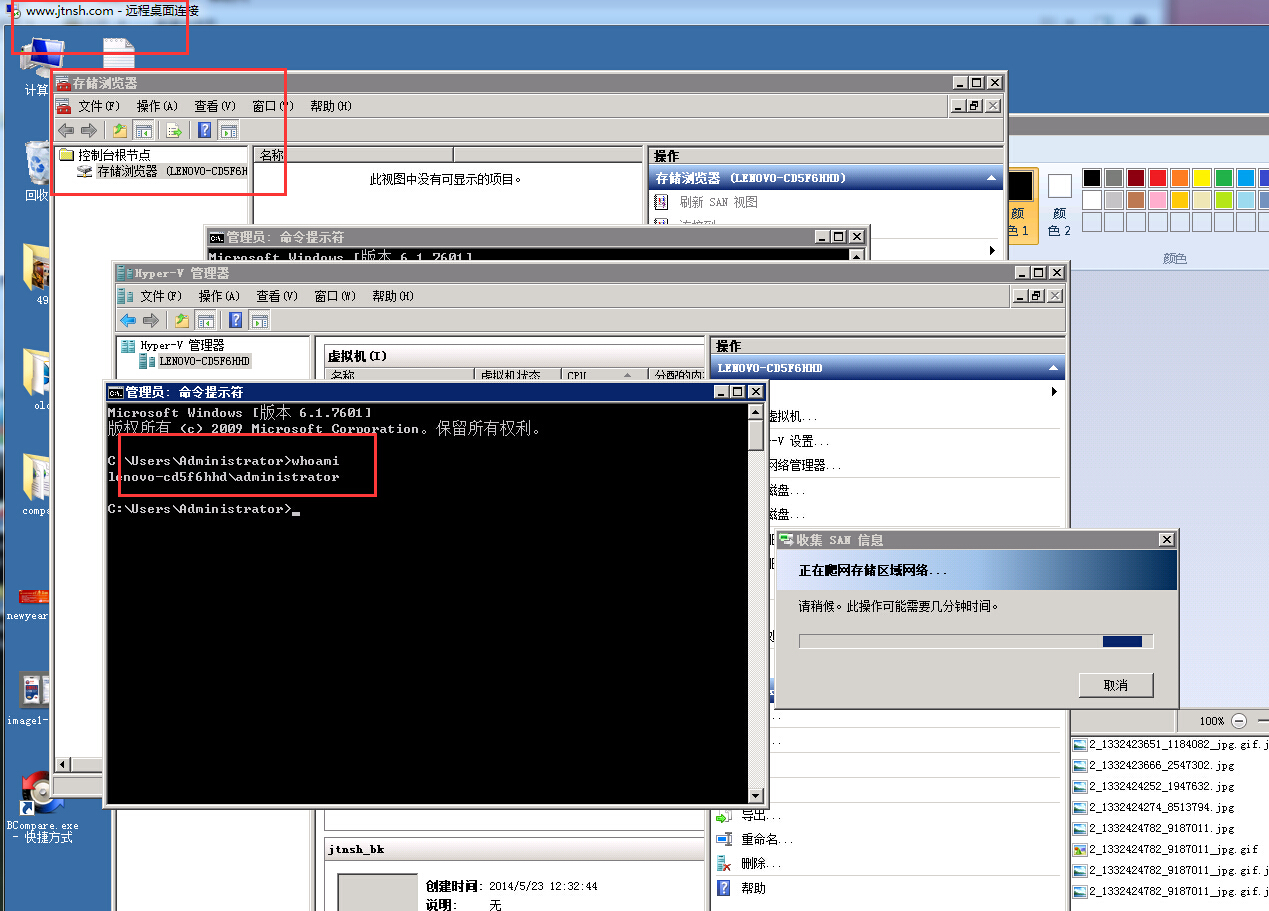 www.jtnsh.com - 远程桌面连接
计算
回收
49
old
compa
newyear
image1-
BCompare.exe
- 快捷方式
存储浏览器
文件(F) 操作(A) 查看(V) 窗口 帮助(H)
控制台根节点
存储浏览器 (LENOVO-CD5F6H
名称
此视图中没有可显示的项目。
操作
存储浏览器 (LENOVO-CD5F6HHD)
刷新 SAN 视图
颜
色 1
颜
色 2
颜色
管理员: 命令提示符
Microsoft Windows [版本 6.1.7601]
Hyper-V 管理器
文件(F) 操作(A) 查看(V) 窗口(W) 帮助(H)
Hyper-V 管理器
LENOVO-CD5F6HHD
虚拟机(I)
名称 虚拟机状态 CPU 分配的内
操作
LENOVO-CD5F6HHD
虚拟机...
-V 设置...
网络管理器...
磁盘...
磁盘...
管理员: 命令提示符
Microsoft Windows [版本 6.1.7601]
版权所有 (c) 2009 Microsoft Corporation。保留所有权利。
C:\Users\Administrator>whoami
lenovo-cd5f6hhd\administrator
C:\Users\Administrator>_
收集 SAN 信息
正在爬网存储区域网络...
请稍候。此操作可能需要几分钟时间。
取消
100%
2_1332423651_1184082_jpg.gif.j
2_1332423666_2547302.jpg
2_1332424252_1947632.jpg
2_1332424274_8513794.jpg
2_1332424782_9187011.jpg
2_1332424782_9187011_jpg.gif
2_1332424782_9187011_jpg.gif.j
2_1332424782_9187011_jpg.gif.j
导出...
重命名...
删除...
帮助
jtnsh_bk
创建时间: 2014/5/23 12:32:44
说明: 无